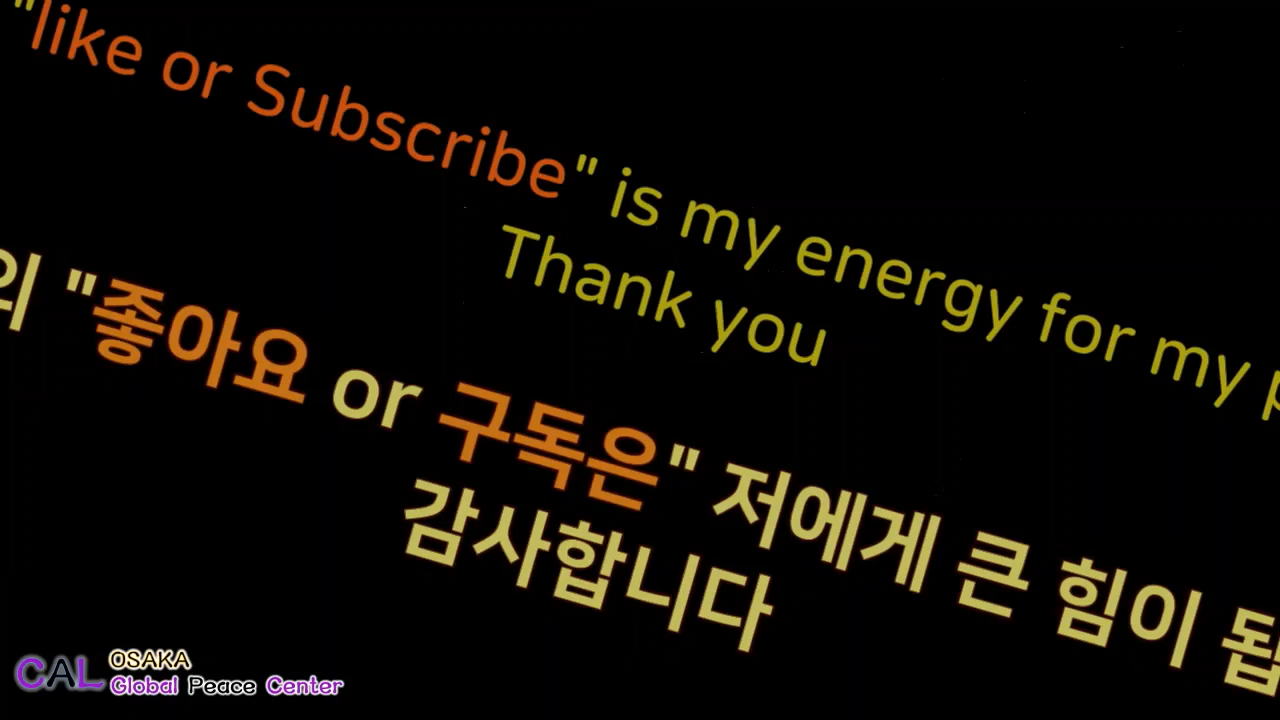 "like or Subscribe" is my energy for my
Thank you
의 "좋아요 or 구독은" 저에게 큰 힘이 됩
감사합니다
CAL OSAKA
Global Peace Center